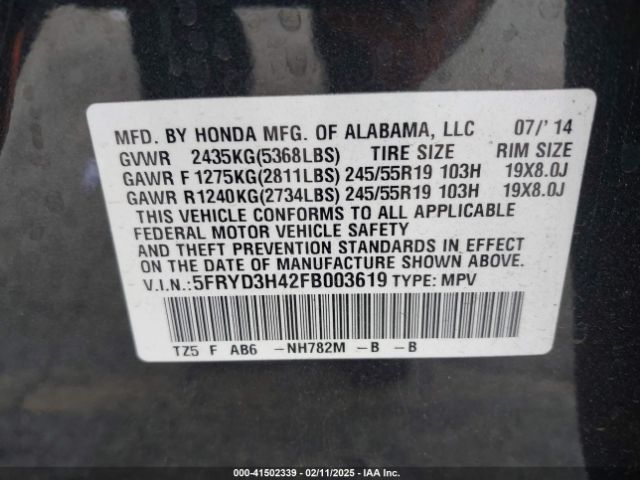 MFD. BY HONDA MFG. OF ALABAMA, LLC 07/'14
GVWR 2435KG(5368LBS) TIRE SIZE RIM SIZE
GAWR F 1275KG(2811LBS) 245/55R19 103H 19X8.0J
GAWR R1240KG(2734LBS) 245/55R19 103H 19X8.0J
THIS VEHICLE CONFORMS TO ALL APPLICABLE
FEDERAL MOTOR VEHICLE SAFETY
AND THEFT PREVENTION STANDARDS IN EFFECT
ON THE DATE OF MANUFACTURE SHOWN ABOVE.
V.I.N.:5FRYD3H42FB003619 TYPE: MPV
TZ5 F AB6 -NH782M -B -B
000-41502339 - 02/11/2025 - IAAI.COM